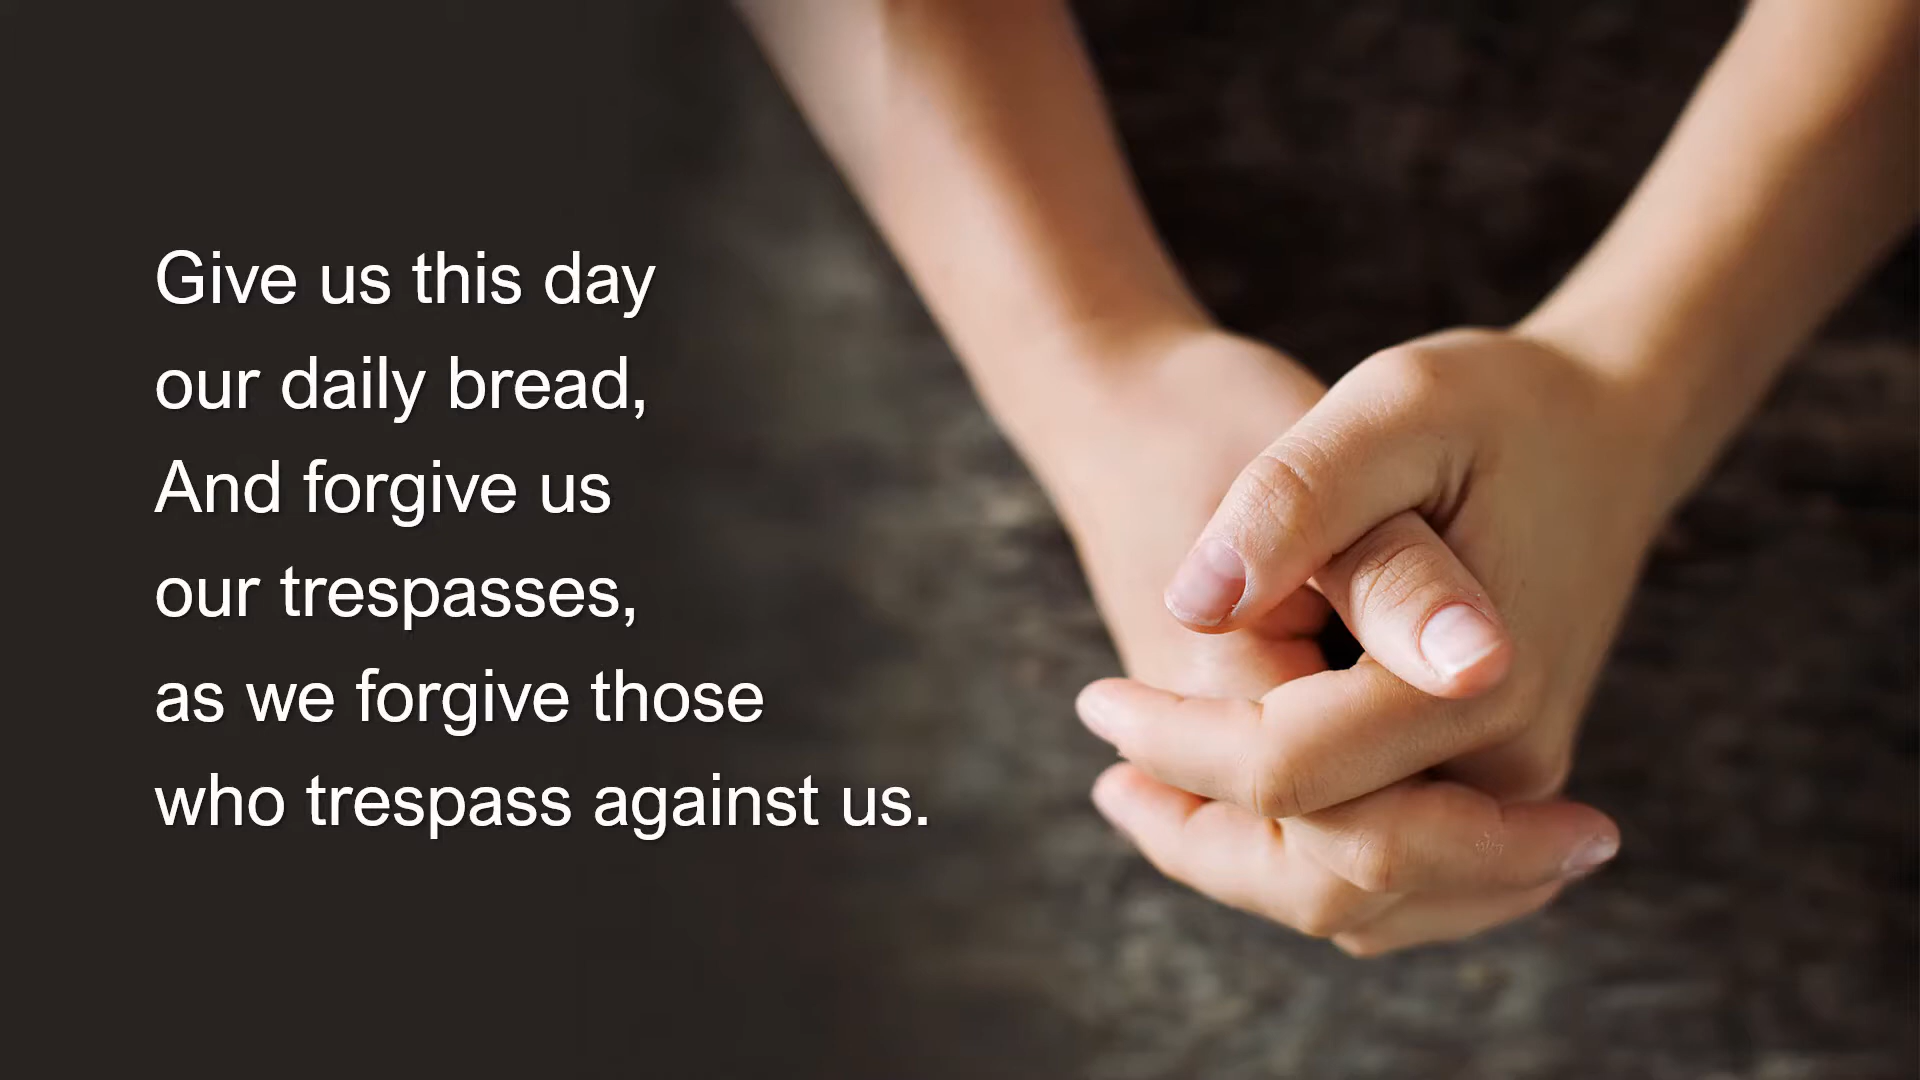 Give us this day
our daily bread,
And forgive us
our trespasses,
as we forgive those
who trespass against us.